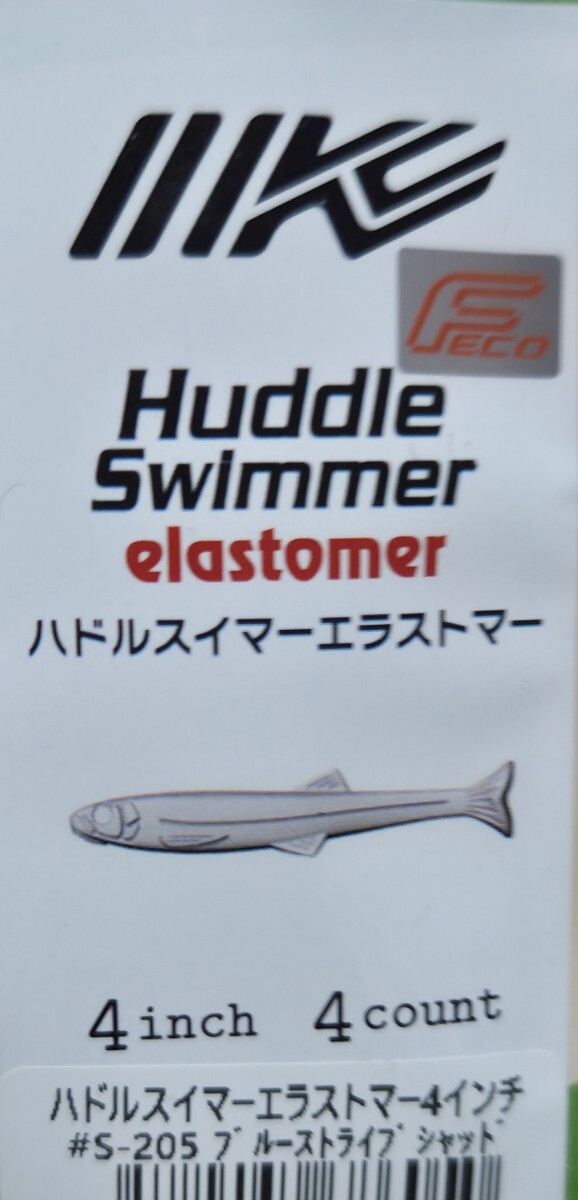 IMK
FECO
Huddle
Swimmer
elastomer
ハドルスイマーエラストマー
4 inch 4 count
ハドルスイマーエラストマー4インチ
#S-205 ブルーストライプシャッド